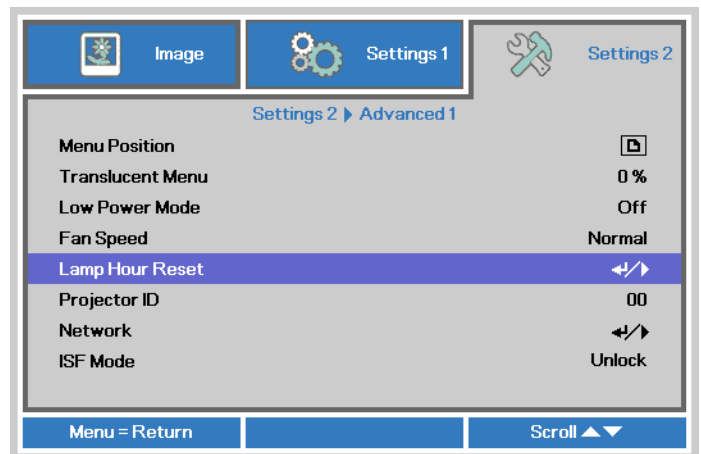 Image
Settings 1
Settings 2
Settings 2 ▶ Advanced 1
Menu Position
Translucent Menu 0 %
Low Power Mode Off
Fan Speed Normal
Lamp Hour Reset ↵/▶
Projector ID 00
Network ↵/▶
ISF Mode Unlock
Menu = Return Scroll ▲▼